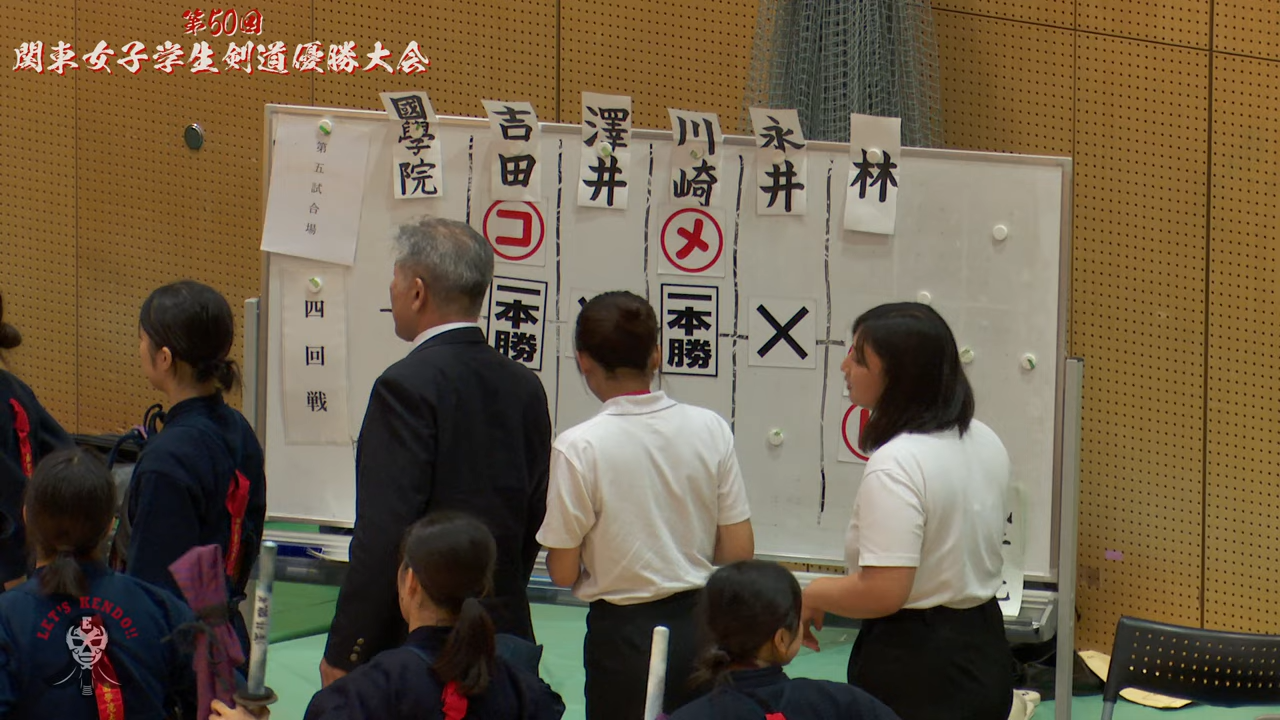 第50回
関東女子学生剣道優勝大会
第五試合場
四回戦
國學院
吉田
澤井
川崎
永井
林
コ
メ
一本勝
一本勝
LET'S KENDO!!
E